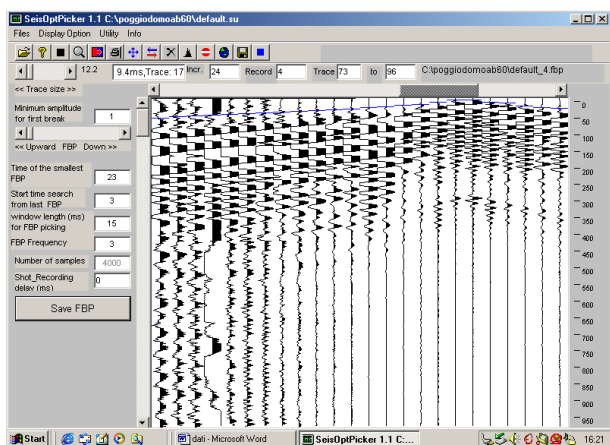 SeisOptPicker 1.1 C:\poggiodomoab60\default.su
Files Display Option Utility Info
12.2 9.4ms,Trace: 17 Incr. 24 Record 4 Trace 73 to 96 C:\poggiodomoab60\default_4.fbp
<< Trace size >>
Minimum amplitude
for first break 1
<< Upward FBP Down >>
Time of the smallest
FBP 23
Start time search
from last FBP 3
window length (ms)
for FBP picking 15
FBP Frequency 3
Number of samples 4000
Shot_Recording
delay (ms) 0
Save FBP
0
50
100
150
200
250
300
350
400
450
500
550
600
650
700
750
800
850
900
950
Start dati - Microsoft Word SeisOptPicker 1.1 C:... 16.21